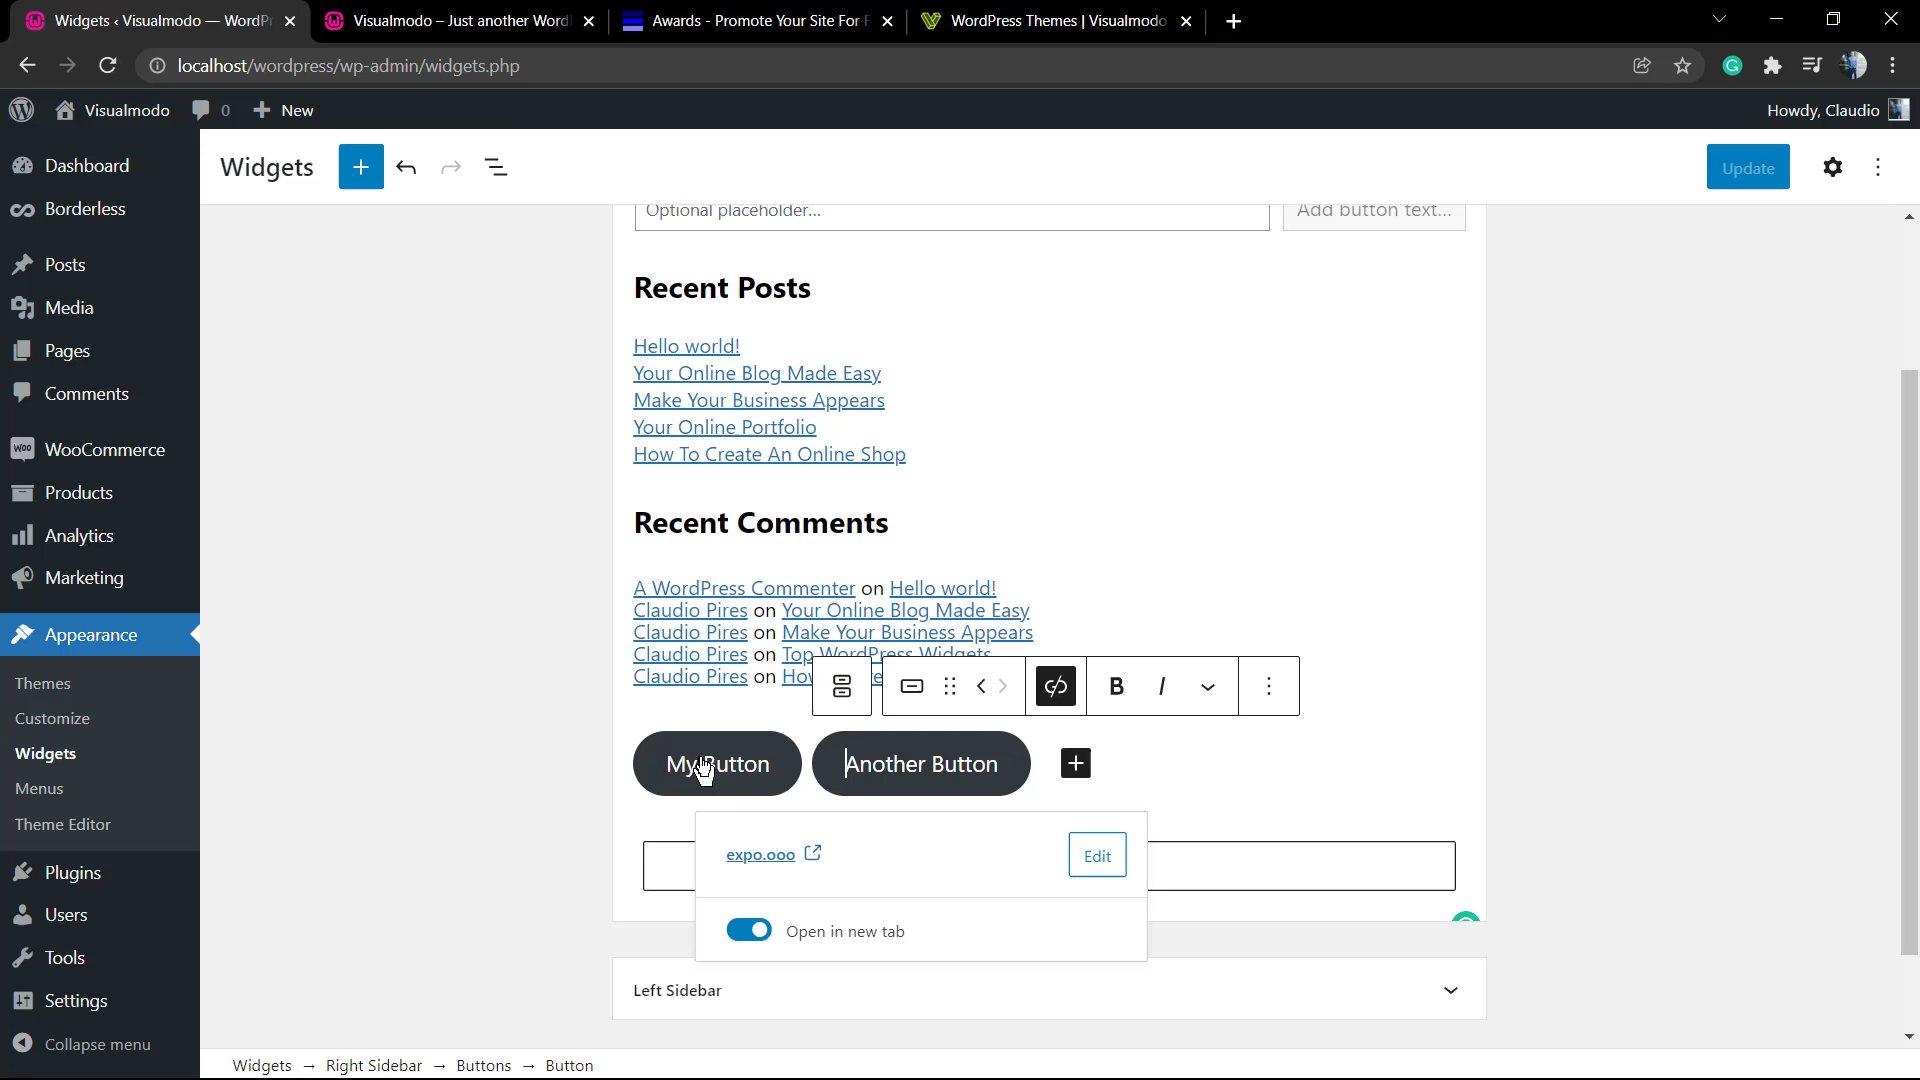 Widgets ‹ Visualmodo — WordP
Visualmodo – Just another Word
Awards - Promote Your Site For F
WordPress Themes | Visualmodo
localhost/wordpress/wp-admin/widgets.php
Visualmodo
0
New
Howdy, Claudio
Dashboard
Borderless
Posts
Media
Pages
Comments
WooCommerce
Products
Analytics
Marketing
Appearance
Themes
Customize
Widgets
Menus
Theme Editor
Plugins
Users
Tools
Settings
Collapse menu
Widgets
Update
Optional placeholder...
Add button text...
Recent Posts
Hello world!
Your Online Blog Made Easy
Make Your Business Appears
Your Online Portfolio
How To Create An Online Shop
Recent Comments
A WordPress Commenter on Hello world!
Claudio Pires on Your Online Blog Made Easy
Claudio Pires on Make Your Business Appears
Claudio Pires on Top WordPress Widgets
Claudio Pires on
B I
My Button
Another Button
expo.ooo
Edit
Open in new tab
Left Sidebar
Widgets → Right Sidebar → Buttons → Button